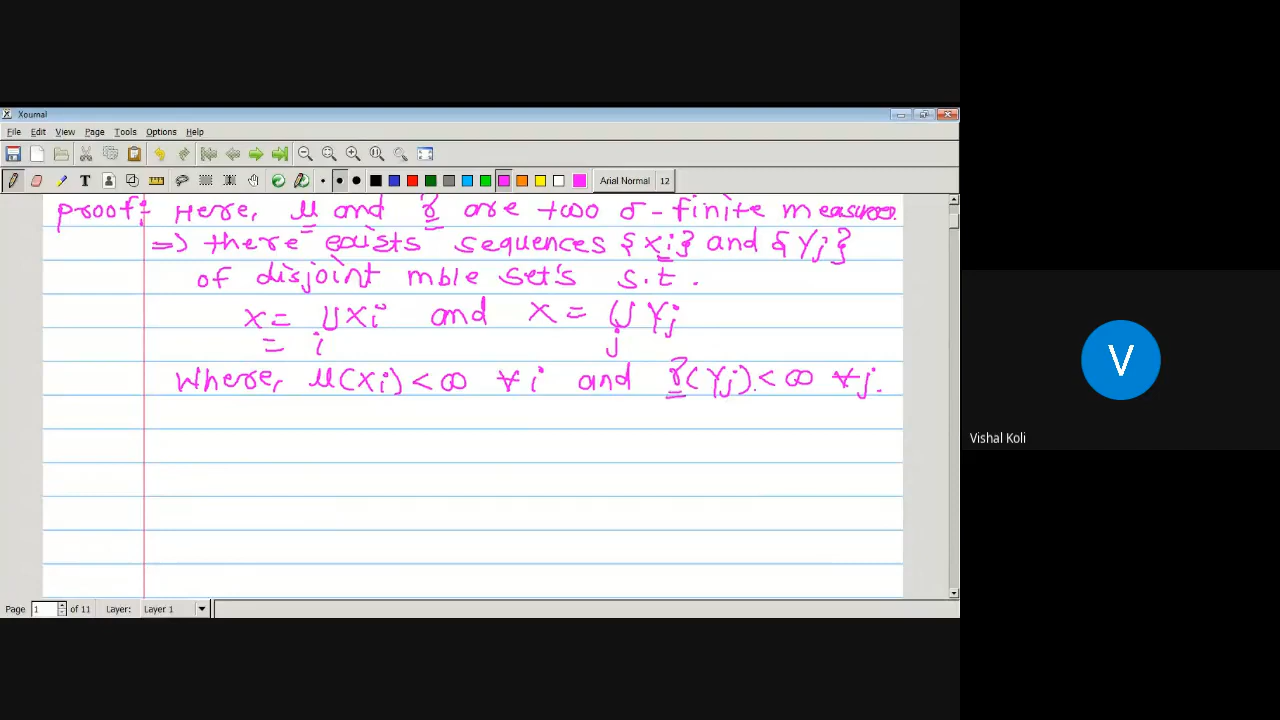 Xournal
File Edit View Page Tools Options Help
T Arial Normal 12
proof:- Here, μ and γ are two σ-finite measures.
=> there exists sequences {Xi} and {Yj}
of disjoint mble set's s.t.
X = ∪i Xi and X = ∪j Yj
Where, μ(Xi) < ∞ ∀ i and γ(Yj) < ∞ ∀ j.
Page 1 of 11 Layer: Layer 1
V
Vishal Koli